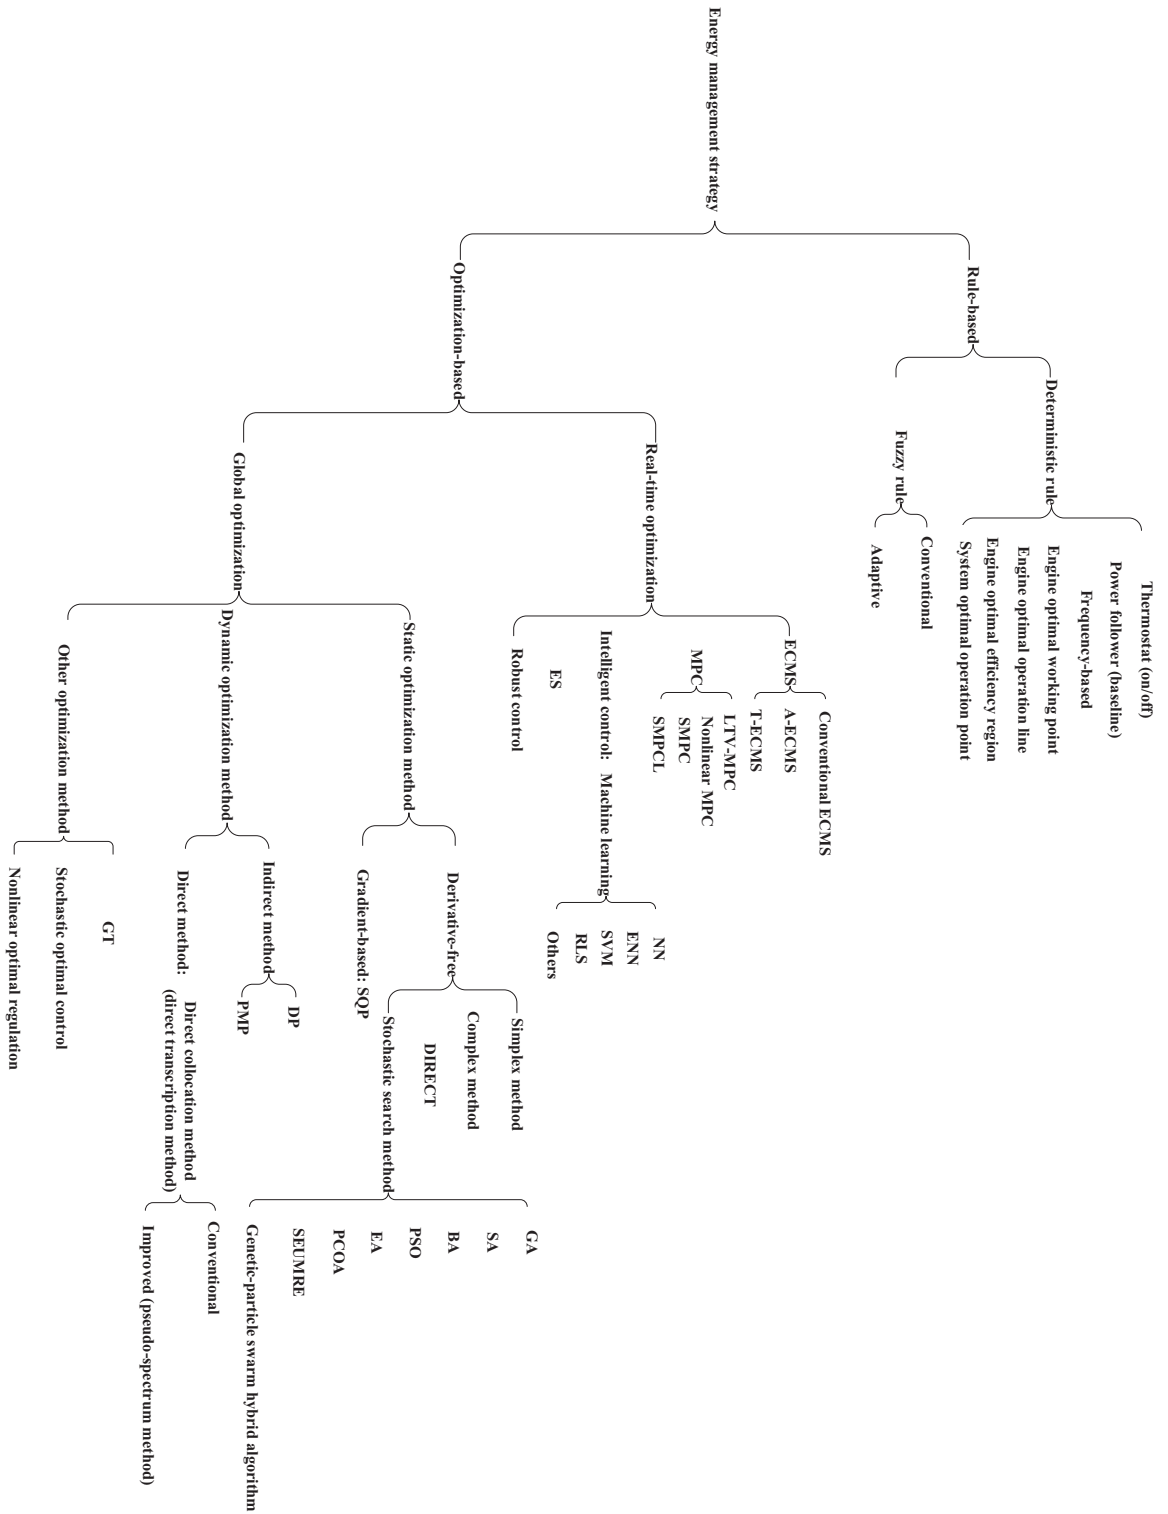 Energy management strategy
Rule-based
Deterministic rule
Thermostat (on/off)
Power follower (baseline)
Frequency-based
Engine optimal working point
Engine optimal operation line
Engine optimal efficiency region
System optimal operation point
Fuzzy rule
Conventional
Adaptive
Optimization-based
Real-time optimization
ECMS
Conventional ECMS
A-ECMS
T-ECMS
MPC
LTV-MPC
Nonlinear MPC
SMPC
SMPCL
Intelligent control: Machine learning
NN
ENN
SVM
RLS
Others
ES
Robust control
Global optimization
Static optimization method
Derivative-free
Simplex method
Complex method
DIRECT
Stochastic search method
GA
SA
BA
PSO
EA
PCOA
SEUMRE
Genetic-particle swarm hybrid algorithm
Gradient-based: SQP
Dynamic optimization method
Indirect method
DP
PMP
Direct method:
Direct collocation method
(direct transcription method)
Conventional
Improved (pseudo-spectrum method)
Other optimization method
GT
Stochastic optimal control
Nonlinear optimal regulation